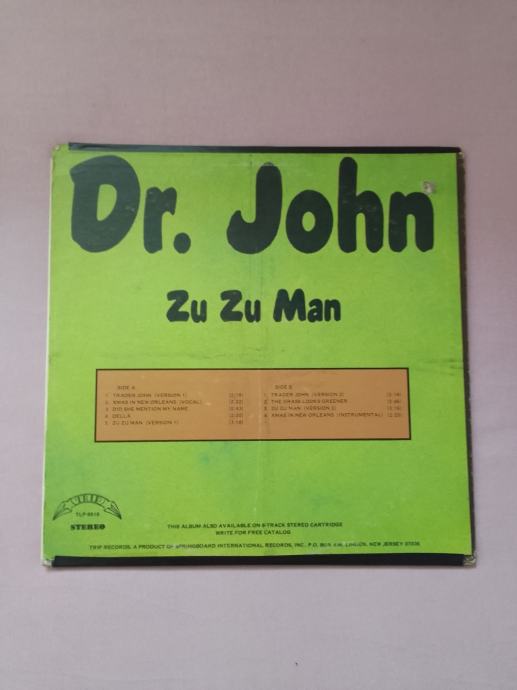 Dr. John
Zu Zu Man
SIDE A
1. TRADER JOHN (VERSION 1)
2. XMAS IN NEW ORLEANS (VOCAL)
3. DID SHE MENTION MY NAME
4. DELLA
5. ZU ZU MAN (VERSION 1)
SIDE B
1. TRADER JOHN (VERSION 2)
2. THE GRASS LOOKS GREENER
3. ZU ZU MAN (VERSION 2)
4. XMAS IN NEW ORLEANS (INSTRUMENTAL)
TRIP
STEREO
THIS ALBUM ALSO AVAILABLE ON 8-TRACK STEREO CARTRIDGE
WRITE FOR FREE CATALOG
TRIP RECORDS, A PRODUCT OF SPRINGBOARD INTERNATIONAL RECORDS, INC., P.O. BOX LINDEN, NEW JERSEY